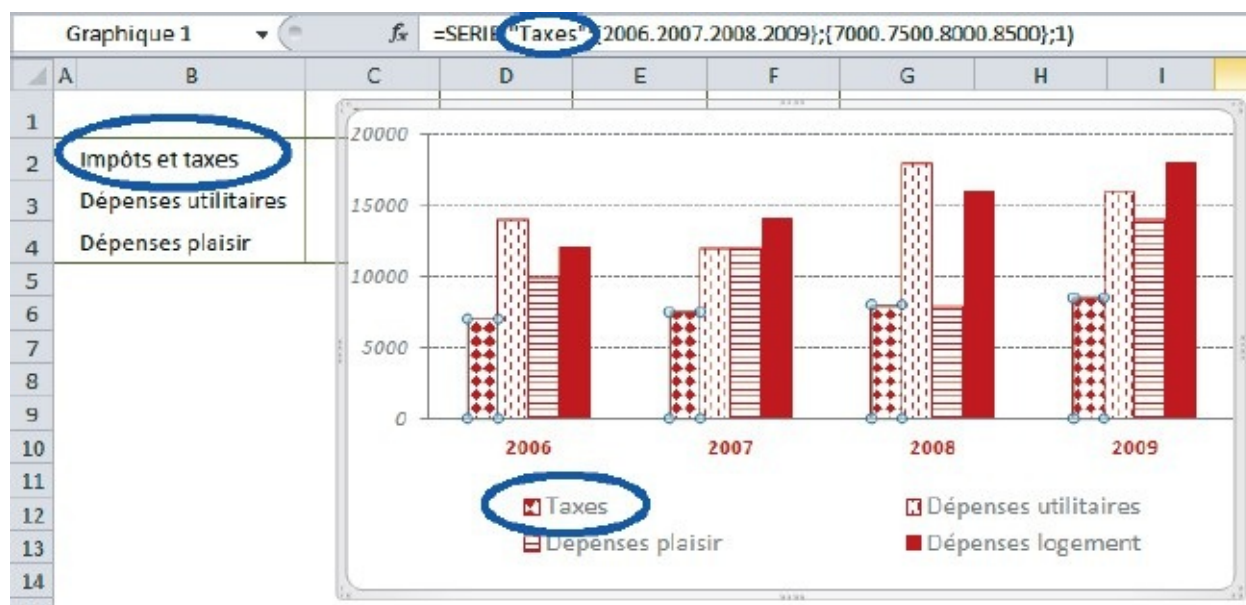 Graphique 1 fx =SERIE("Taxes";{2006.2007.2008.2009};{7000.7500.8000.8500};1)
A B C D E F G H I
1
2 Impôts et taxes
3 Dépenses utilitaires
4 Dépenses plaisir
5
6
7
8
9
10
11
12
13
14
20000
15000
10000
5000
0
2006 2007 2008 2009
Taxes Dépenses utilitaires
Dépenses plaisir Dépenses logement